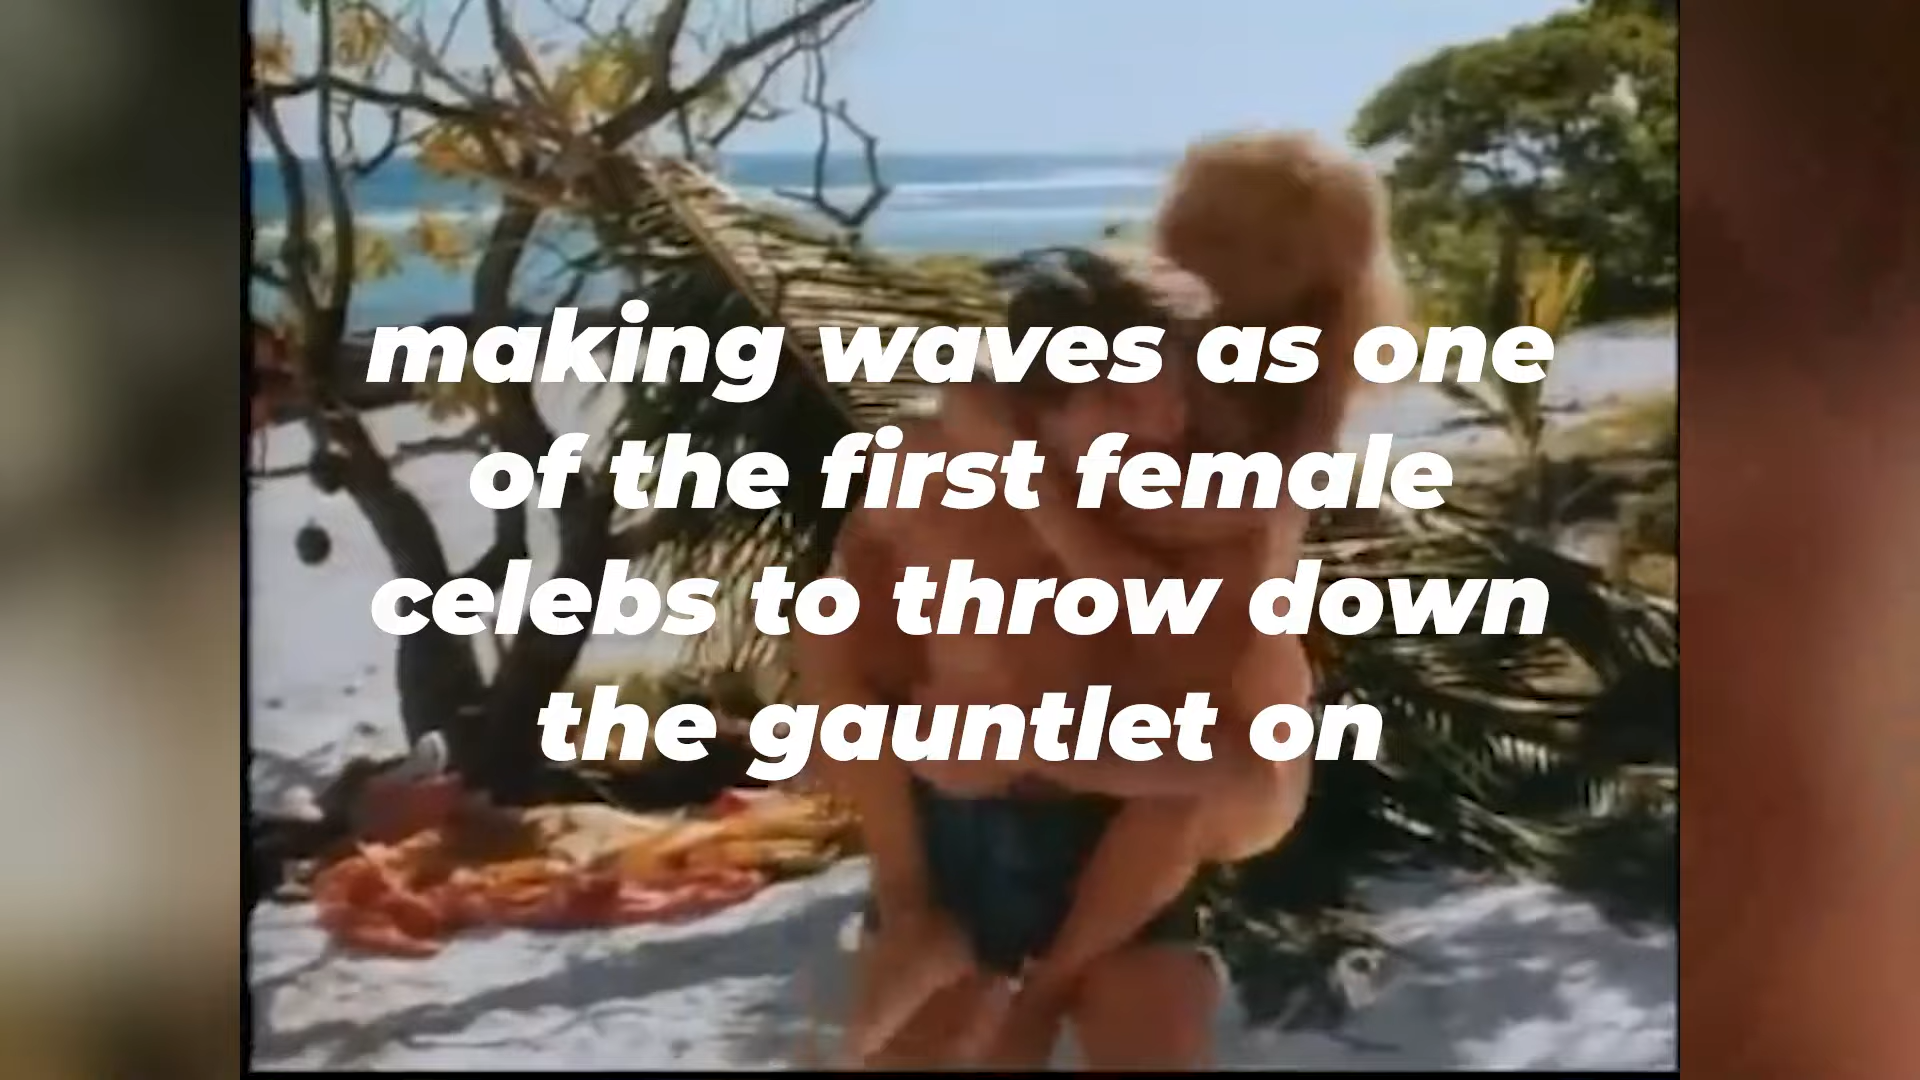 making waves as one
of the first female
celebs to throw down
the gauntlet on